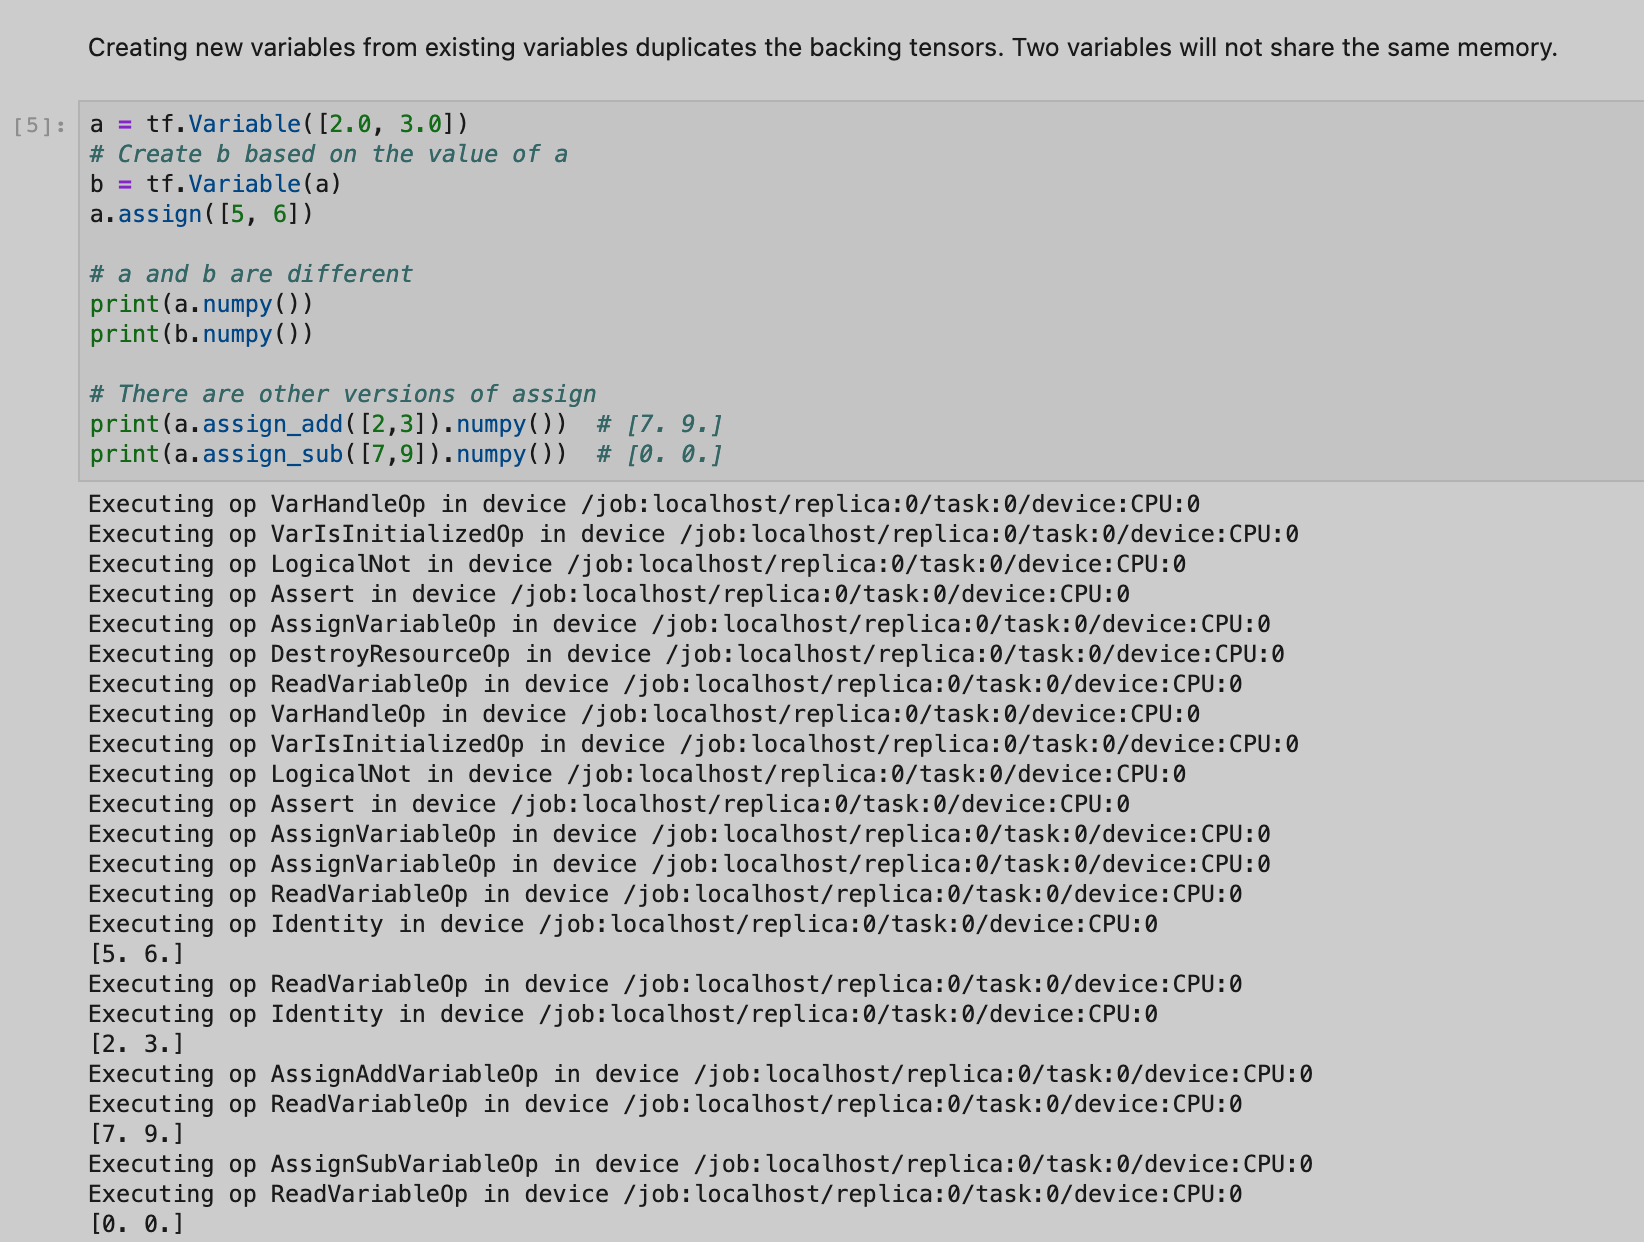 Creating new variables from existing variables duplicates the backing tensors. Two variables will not share the same memory.
[5]:
a = tf.Variable([2.0, 3.0])
# Create b based on the value of a
b = tf.Variable(a)
a.assign([5, 6])
# a and b are different
print(a.numpy())
print(b.numpy())
# There are other versions of assign
print(a.assign_add([2,3]).numpy())  # [7. 9.]
print(a.assign_sub([7,9]).numpy())  # [0. 0.]
Executing op VarHandleOp in device /job:localhost/replica:0/task:0/device:CPU:0
Executing op VarIsInitializedOp in device /job:localhost/replica:0/task:0/device:CPU:0
Executing op LogicalNot in device /job:localhost/replica:0/task:0/device:CPU:0
Executing op Assert in device /job:localhost/replica:0/task:0/device:CPU:0
Executing op AssignVariableOp in device /job:localhost/replica:0/task:0/device:CPU:0
Executing op DestroyResourceOp in device /job:localhost/replica:0/task:0/device:CPU:0
Executing op ReadVariableOp in device /job:localhost/replica:0/task:0/device:CPU:0
Executing op VarHandleOp in device /job:localhost/replica:0/task:0/device:CPU:0
Executing op VarIsInitializedOp in device /job:localhost/replica:0/task:0/device:CPU:0
Executing op LogicalNot in device /job:localhost/replica:0/task:0/device:CPU:0
Executing op Assert in device /job:localhost/replica:0/task:0/device:CPU:0
Executing op AssignVariableOp in device /job:localhost/replica:0/task:0/device:CPU:0
Executing op AssignVariableOp in device /job:localhost/replica:0/task:0/device:CPU:0
Executing op ReadVariableOp in device /job:localhost/replica:0/task:0/device:CPU:0
Executing op Identity in device /job:localhost/replica:0/task:0/device:CPU:0
[5. 6.]
Executing op ReadVariableOp in device /job:localhost/replica:0/task:0/device:CPU:0
Executing op Identity in device /job:localhost/replica:0/task:0/device:CPU:0
[2. 3.]
Executing op AssignAddVariableOp in device /job:localhost/replica:0/task:0/device:CPU:0
Executing op ReadVariableOp in device /job:localhost/replica:0/task:0/device:CPU:0
[7. 9.]
Executing op AssignSubVariableOp in device /job:localhost/replica:0/task:0/device:CPU:0
Executing op ReadVariableOp in device /job:localhost/replica:0/task:0/device:CPU:0
[0. 0.]